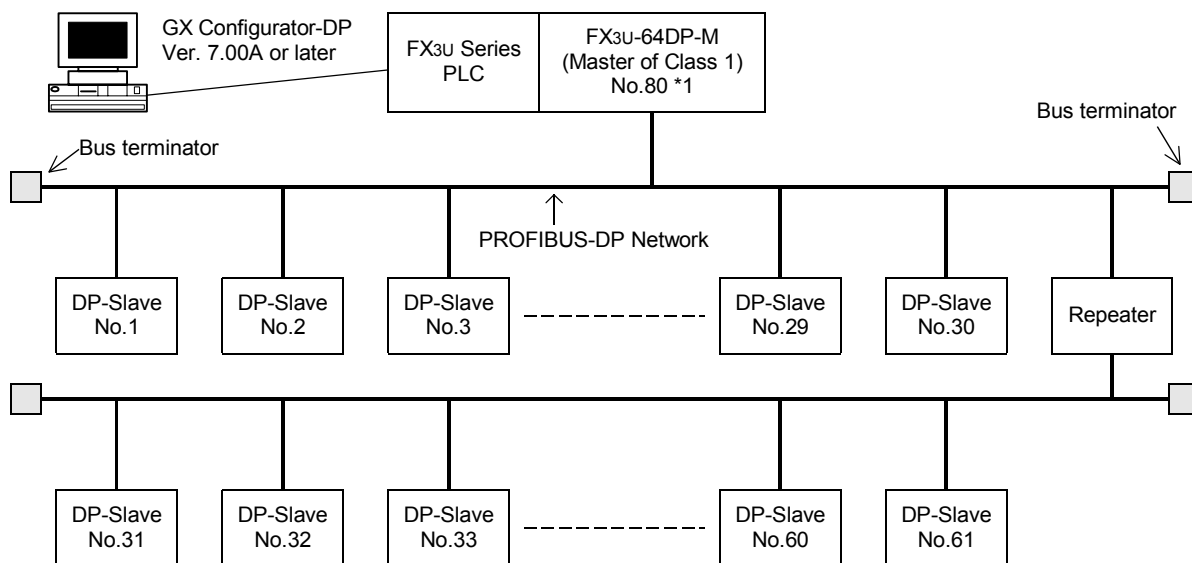 GX Configurator-DP
Ver. 7.00A or later
FX3U Series
PLC
FX3U-64DP-M
(Master of Class 1)
No.80 *1
Bus terminator
Bus terminator
PROFIBUS-DP Network
DP-Slave
No.1
DP-Slave
No.2
DP-Slave
No.3
DP-Slave
No.29
DP-Slave
No.30
Repeater
DP-Slave
No.31
DP-Slave
No.32
DP-Slave
No.33
DP-Slave
No.60
DP-Slave
No.61